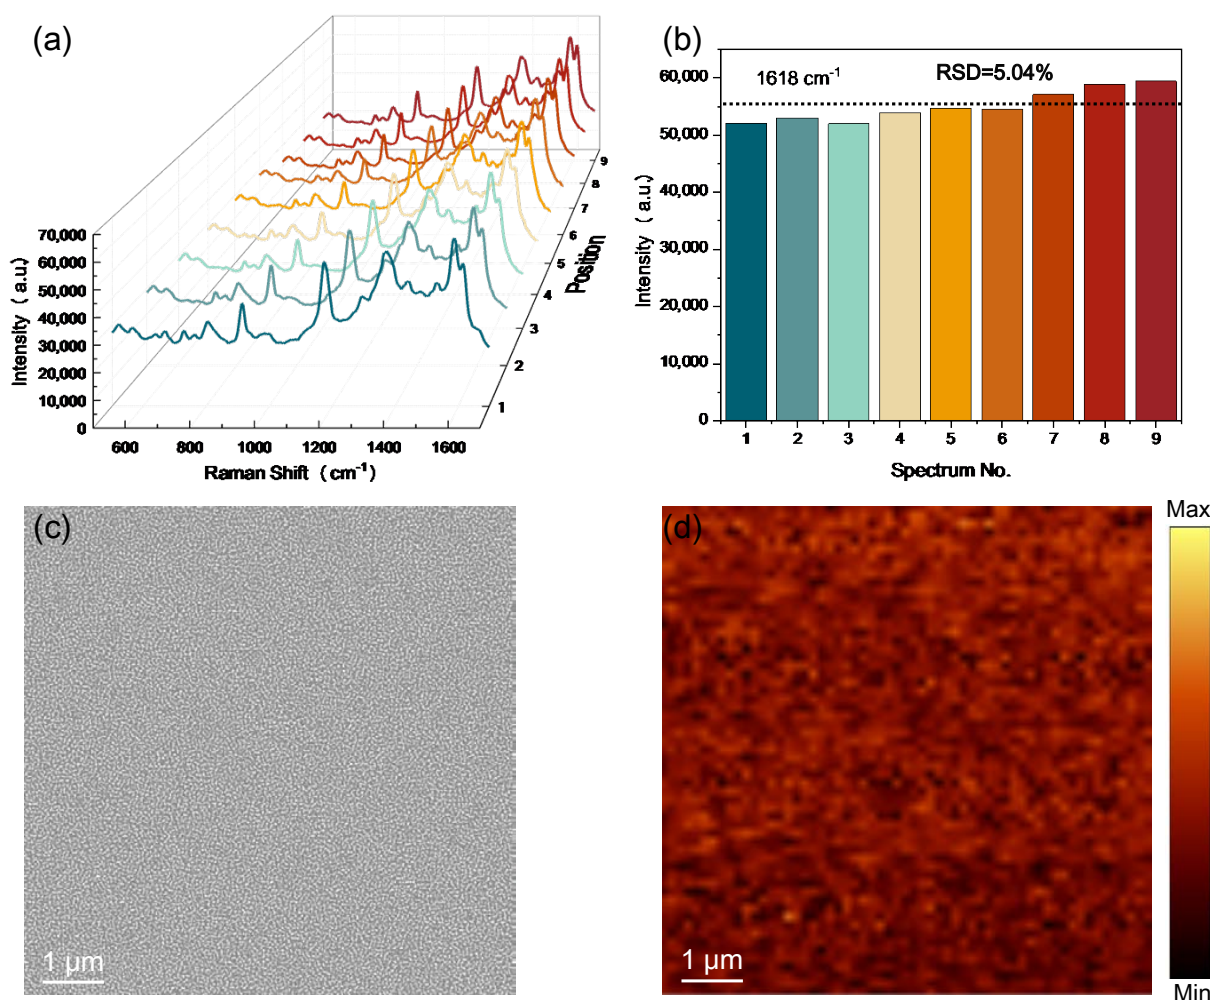 (a)
70,000
60,000
50,000
40,000
30,000
20,000
10,000
0
Intensity ( a.u.)
600
800
1000
1200
1400
1600
Raman Shift ( cm⁻¹)
1
2
3
4
5
6
7
8
9
Position
(b)
1618 cm⁻¹
RSD=5.04%
60,000
50,000
40,000
30,000
20,000
10,000
0
Intensity ( a.u.)
1 2 3 4 5 6 7 8 9
Spectrum No.
(c)
1 μm
(d)
1 μm
Max
Min